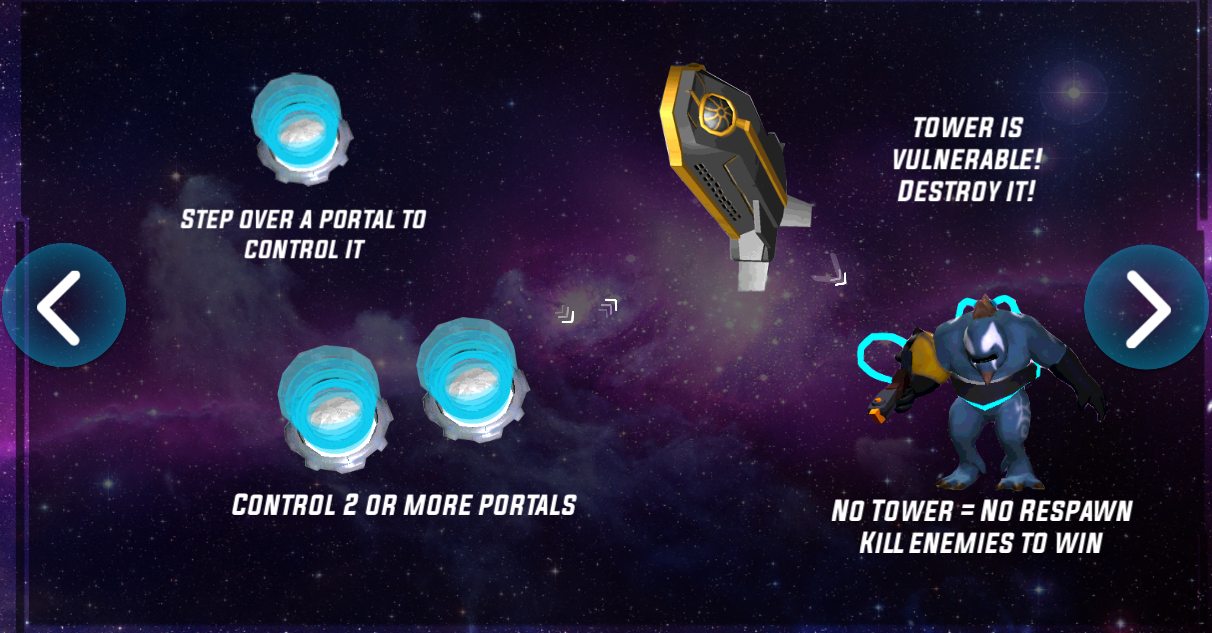 STEP OVER A PORTAL TO
CONTROL IT
CONTROL 2 OR MORE PORTALS
TOWER IS
VULNERABLE!
DESTROY IT!
NO TOWER = NO RESPAWN
KILL ENEMIES TO WIN